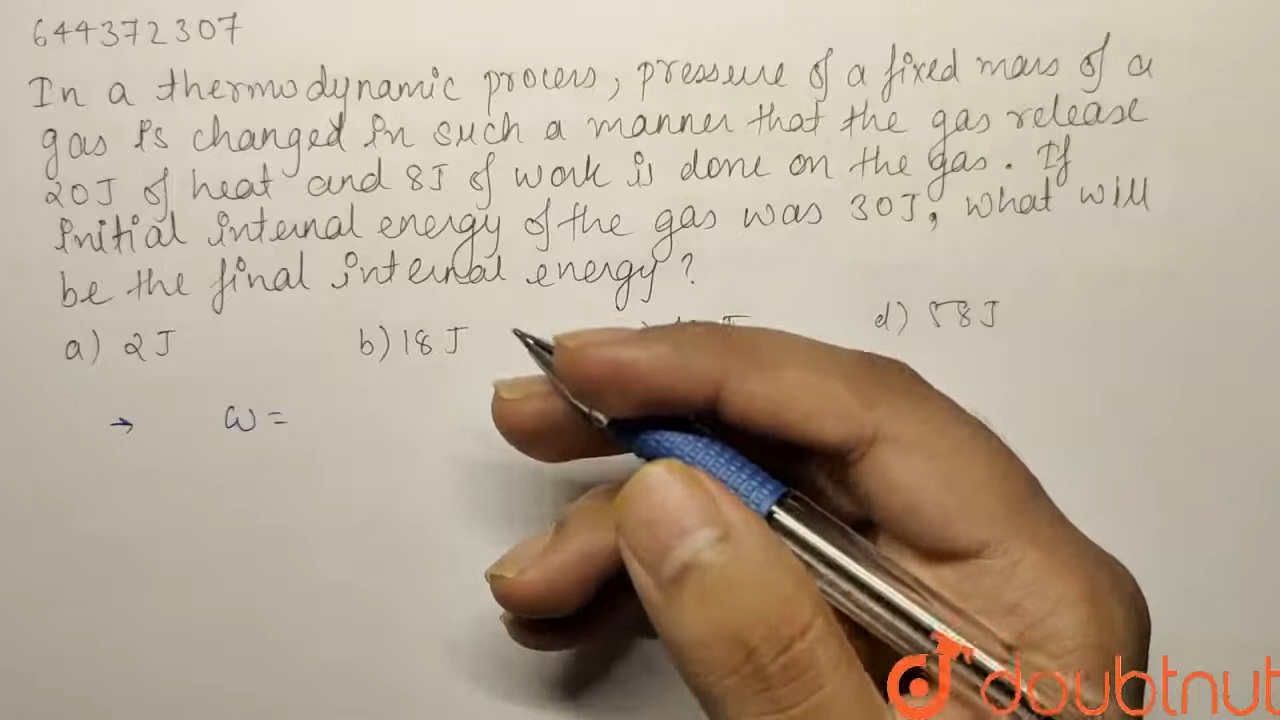 644372307
In a thermodynamic process, pressure of a fixed mass of a
gas is changed in such a manner that the gas release
20J of heat and 8J of work is done on the gas. If
initial internal energy of the gas was 30J, what will
be the final internal energy?
a) 2J b) 18J d) 58J
→ W =
doubtnut